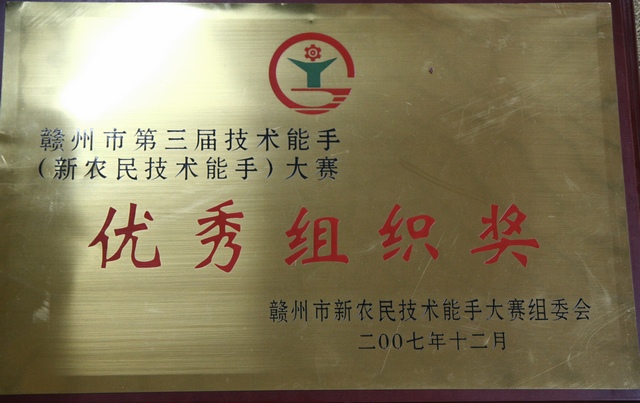 赣州市第三届技术能手
（新农民技术能手）大赛
优秀组织奖
赣州市新农民技术能手大赛组委会
二00七年十二月